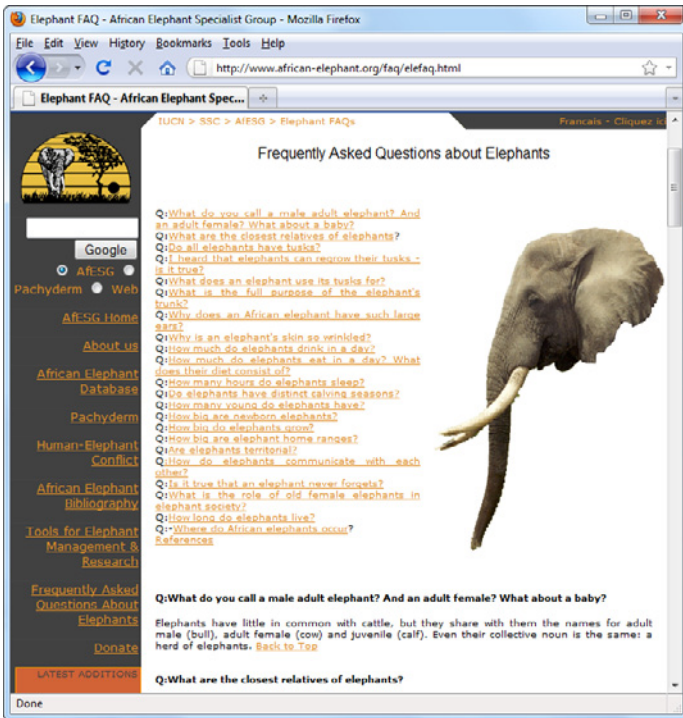 Elephant FAQ - African Elephant Specialist Group - Mozilla Firefox
File Edit View History Bookmarks Tools Help
http://www.african-elephant.org/faq/elefaq.html
Elephant FAQ - African Elephant Spec...
IUCN > SSC > AfESG > Elephant FAQs
Francais - Cliquez ici
Google
AfESG
Pachyderm Web
AfESG Home
About us
African Elephant
Database
Pachyderm
Human-Elephant
Conflict
African Elephant
Bibliography
Tools for Elephant
Management &
Research
Frequently Asked
Questions About
Elephants
Donate
LATEST ADDITIONS
Frequently Asked Questions about Elephants
Q:What do you call a male adult elephant? And
an adult female? What about a baby?
Q:What are the closest relatives of elephants?
Q:Do all elephants have tusks?
Q:I heard that elephants can regrow their tusks -
is it true?
Q:What does an elephant use its tusks for?
Q:What is the full purpose of the elephant's
trunk?
Q:Why does an African elephant have such large
ears?
Q:Why is an elephant's skin so wrinkled?
Q:How much do elephants drink in a day?
Q:How much do elephants eat in a day? What
does their diet consist of?
Q:How many hours do elephants sleep?
Q:Do elephants have distinct calving seasons?
Q:How many young do elephants have?
Q:How big are newborn elephants?
Q:How big do elephants grow?
Q:How big are elephant home ranges?
Q:Are elephants territorial?
Q:How do elephants communicate with each
other?
Q:Is it true that an elephant never forgets?
Q:What is the role of old female elephants in
elephant society?
Q:How long do elephants live?
Q:-Where do African elephants occur?
References
Q:What do you call a male adult elephant? And an adult female? What about a baby?
Elephants have little in common with cattle, but they share with them the names for adult
male (bull), adult female (cow) and juvenile (calf). Even their collective noun is the same: a
herd of elephants. Back to Top
Q:What are the closest relatives of elephants?
Done